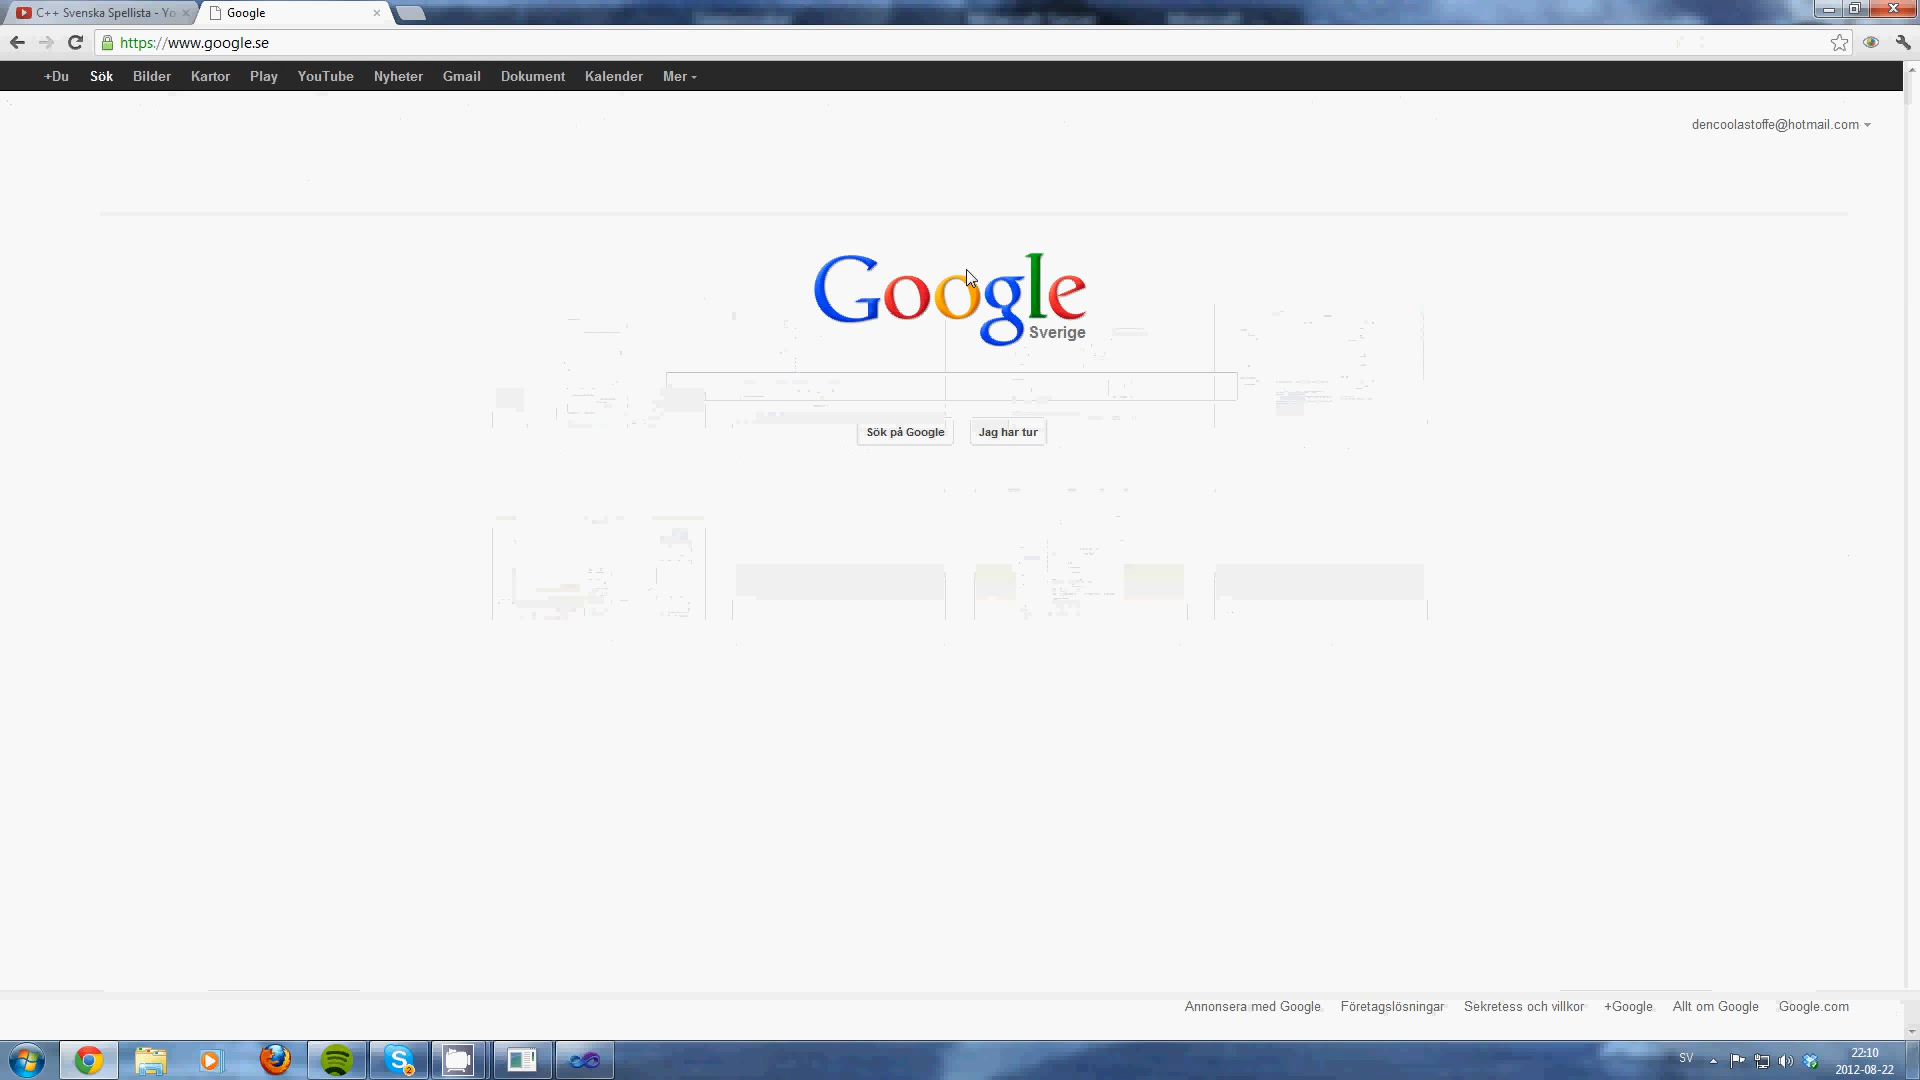 C++ Svenska Spellista - Yo
Google
https://www.google.se
+Du Sök Bilder Kartor Play YouTube Nyheter Gmail Dokument Kalender Mer
dencoolastoffe@hotmail.com
Google
Sverige
Sök på Google Jag har tur
Annonsera med Google Företagslösningar Sekretess och villkor +Google Allt om Google Google.com
2
SV
22:10
2012-08-22